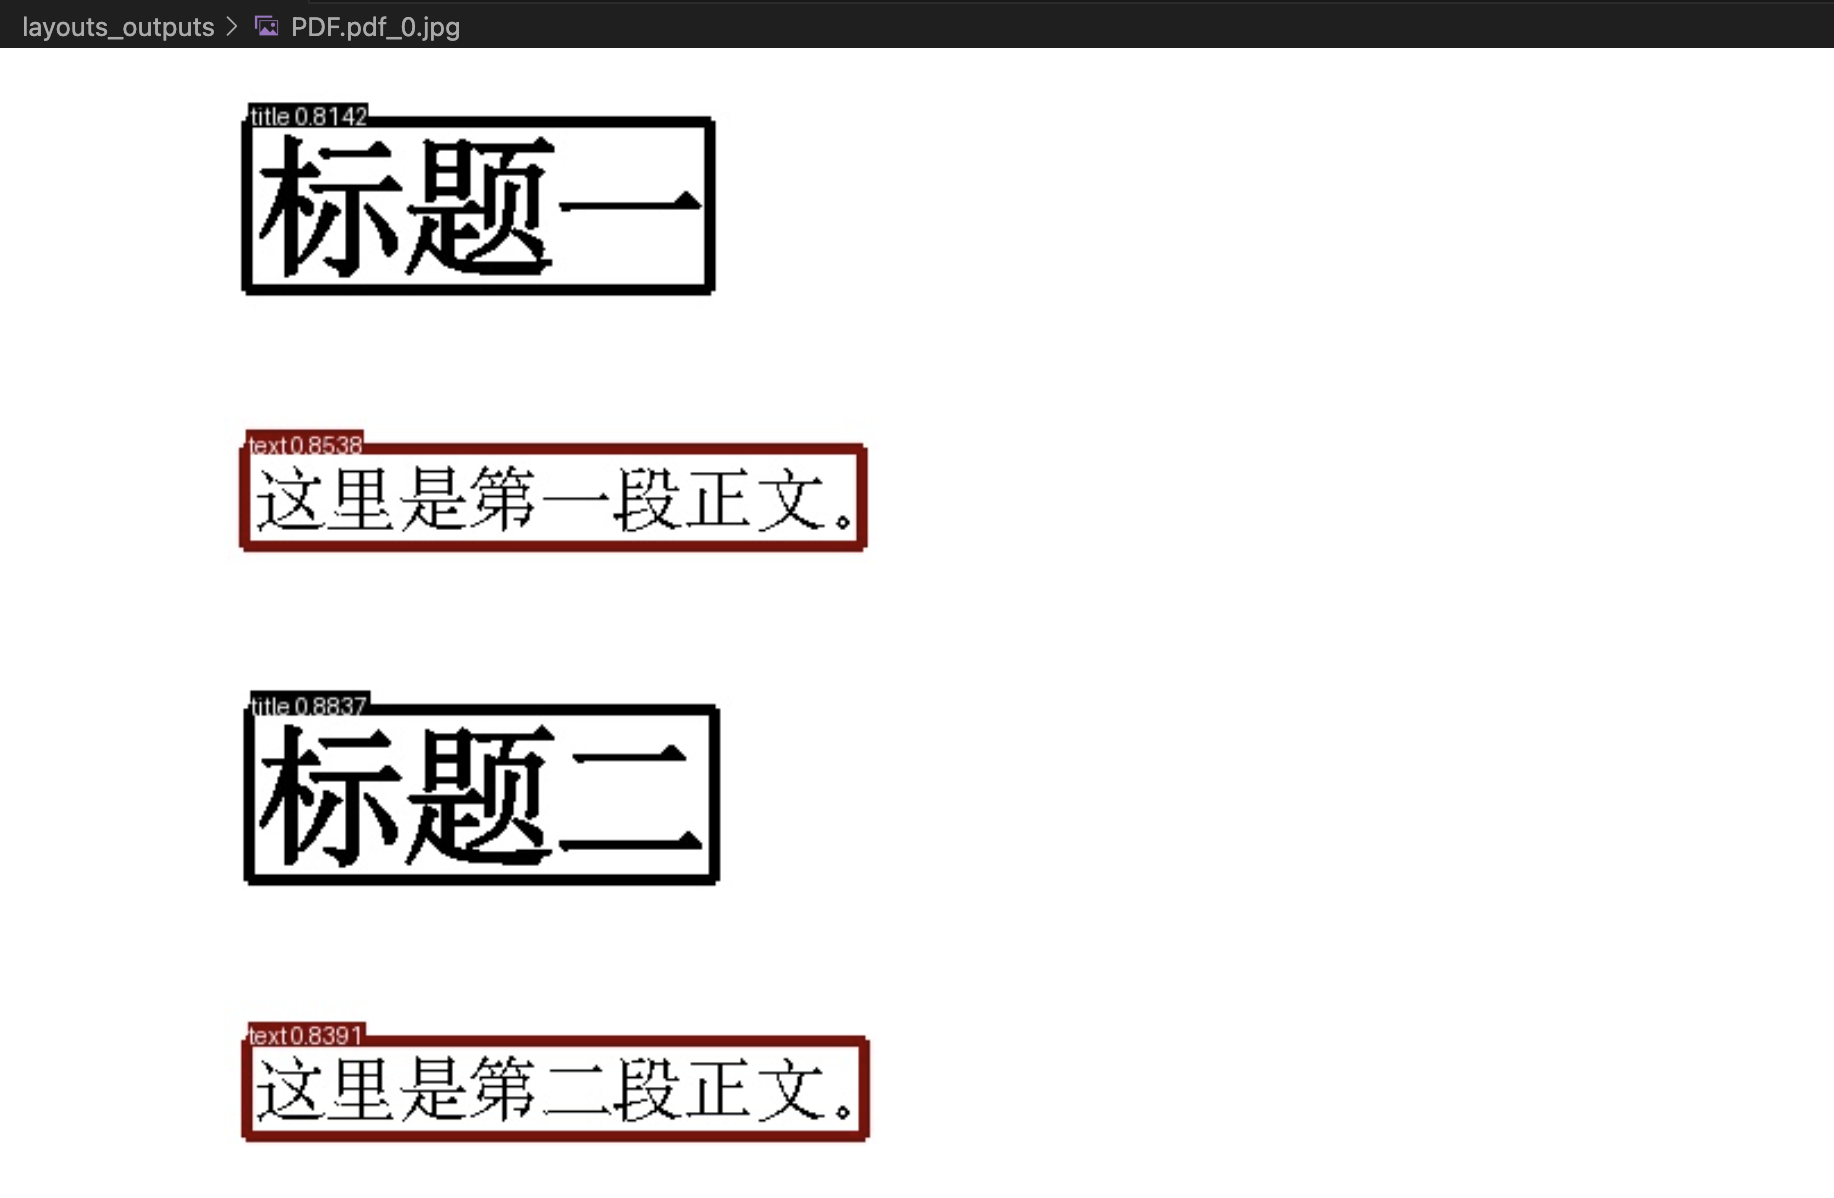 layouts_outputs > PDF.pdf_0.jpg
title 0.8142
标题一
text 0.8538
这里是第一段正文。
title 0.8837
标题二
text 0.8391
这里是第二段正文。